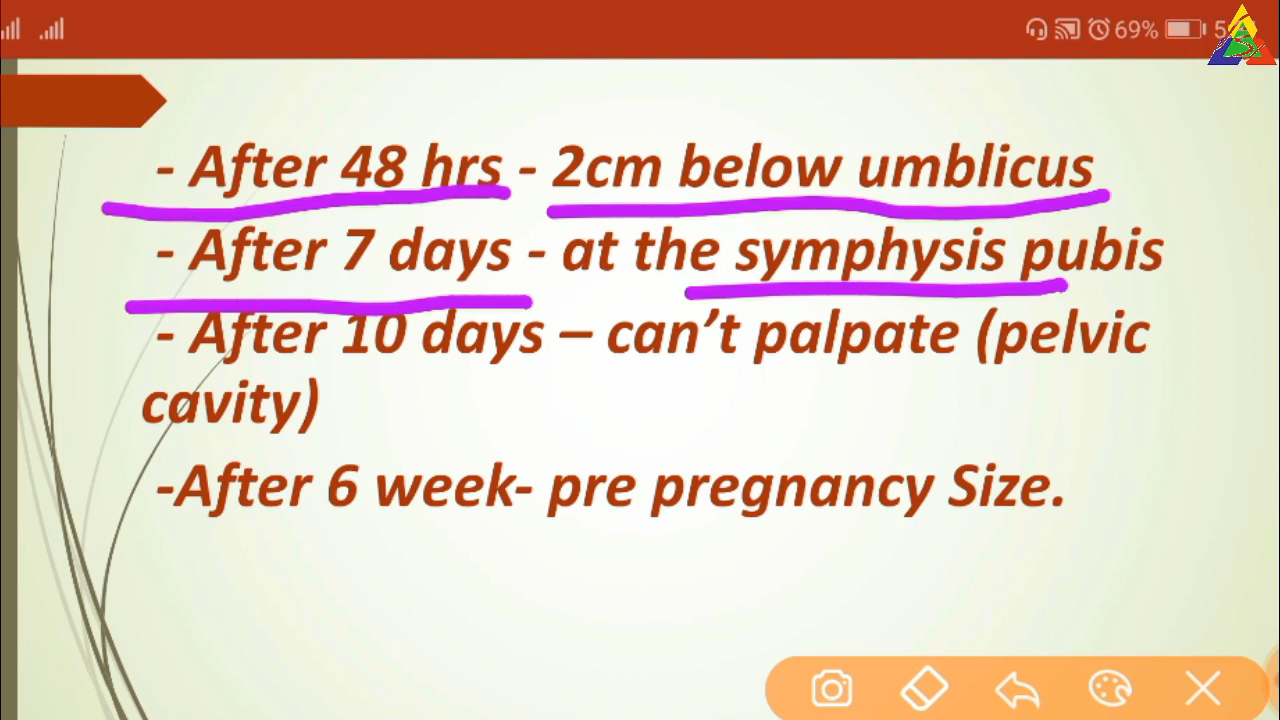 69%
- After 48 hrs - 2cm below umblicus
- After 7 days - at the symphysis pubis
- After 10 days – can't palpate (pelvic
cavity)
-After 6 week- pre pregnancy Size.